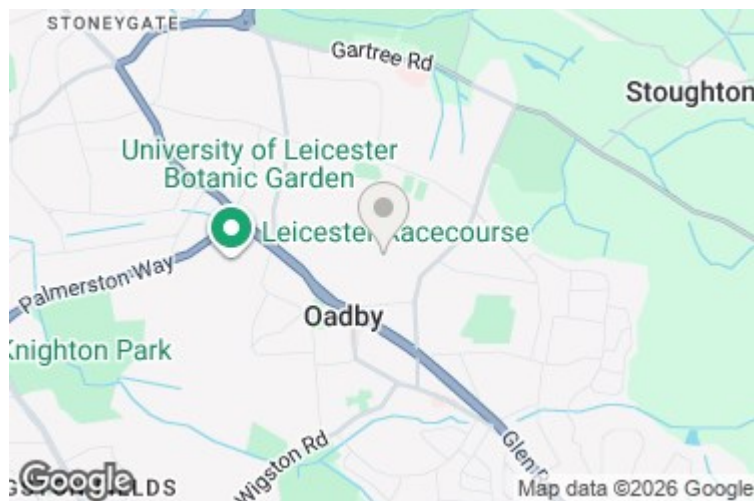 STONEYGATE
Gartree Rd
Stoughton
University of Leicester
Botanic Garden
Leicester Racecourse
Palmerston Way
Oadby
Knighton Park
Wigston Rd
Glen
Google
Map data ©2026 Google